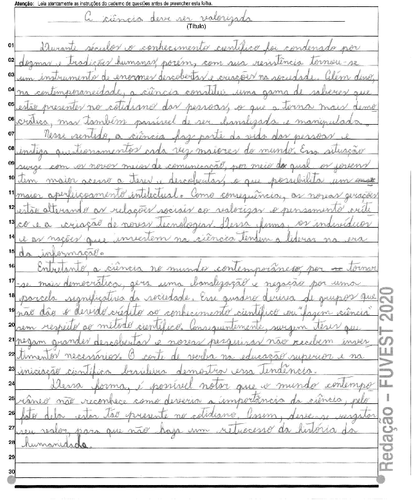 Atenção: Leia atentamente as instruções do caderno de questões antes de preencher esta folha.
A ciência deve ser valorizada
(Título)
01 Durante séculos o conhecimento científico foi condenado por
02 dogmas e tradições humanas, porém, com sua resistência tornou-se
03 um instrumento de enormes descobertas e criações na sociedade. Além disso,
04 na contemporaneidade, a ciência constitui uma gama de saberes que
05 estão presentes no cotidiano das pessoas, o que a torna mais demo
06 crática, mas também passível de ser banalizada e manipulada.
07 Nesse sentido, a ciência faz parte da vida das pessoas e
08 instiga questionamentos cada vez maiores do mundo. Essa situação
09 surge com os novos meios de comunicação, por meio do qual os jovens
10 tem maior acesso a teses e descobertas, o que possibilita um
11 maior aperfeiçoamento intelectual. Como consequência, as novas gerações
12 estão alterando as relações sociais ao valorizar o pensamento críti
13 co e a criação de novas tecnologias. Dessa forma, os indivíduos
14 e as nações que investem na ciência tendem a liderar na era
15 da informação.
16 Entretanto, a ciência no mundo contemporâneo, por tornar
17 se mais democrática, gera uma banalização e negação por uma
18 parcela significativa da sociedade. Esse quadro deriva de grupos que
19 não dão o devido crédito ao conhecimento científico ou fazem ciência
20 sem respeito ao método científico. Consequentemente, surgem teses que
21 negam grandes descobertas e novas pesquisas não recebem inves
22 timentos necessários. O corte de verba na educação superior e na
23 iniciação científica brasileira demonstra essa tendência.
24 Dessa forma, é possível notar que o mundo contempo
25 râneo não reconhece como deveria a importância da ciência, pelo
26 fato dela estar tão presente no cotidiano. Assim, deve-se resgatar
27 seu valor, para que não haja um retrocesso da história da
28 humanidade.
29
30
Redação – FUVEST 2020